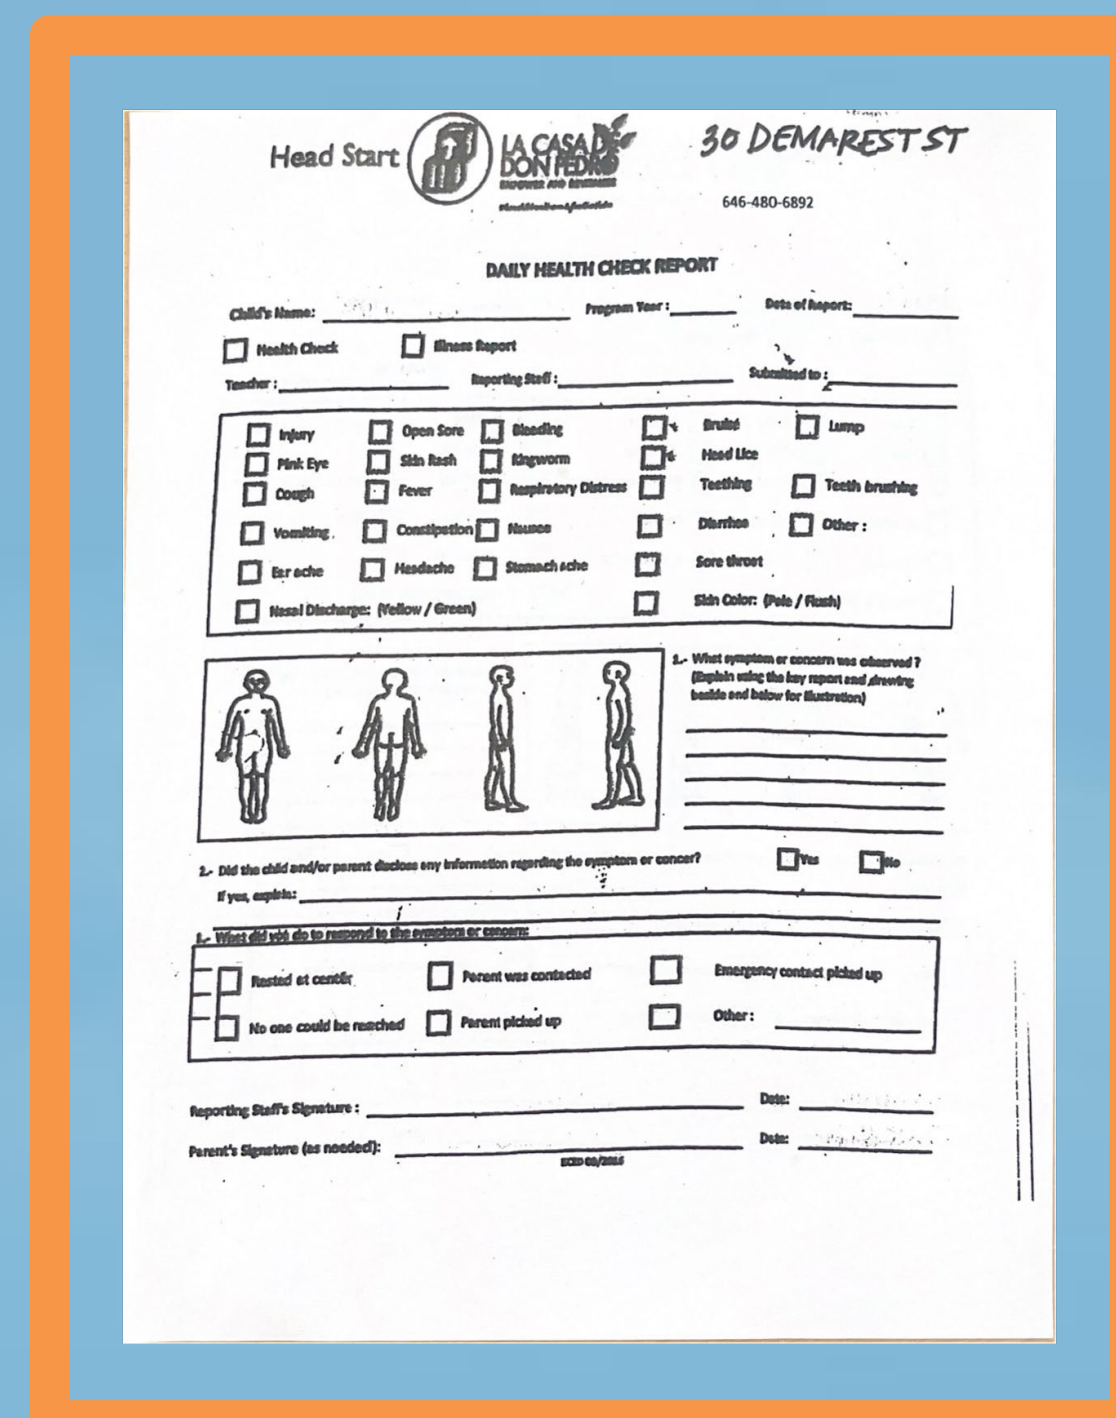 Head Start
LA CASA DE
DON PEDRO
30 DEMAREST ST
646-480-6892
DAILY HEALTH CHECK REPORT
Child's Name:
Program Year :
Date of Report:
Health Check
Illness Report
Teacher :
Reporting Staff :
Submitted to :
Injury Open Sore Bleeding Bruise Lump
Pink Eye Skin Rash Ringworm Head Lice
Cough Fever Respiratory Distress Teething Teeth brushing
Vomiting Constipation Nausea Diarrhea Other :
Ear ache Headache Stomach ache Sore throat
Nasal Discharge: (Yellow / Green) Skin Color: (Pale / Flush)
1.- What symptom or concern was observed ?
(Explain using the key report and drawing
beside and below for illustration)
2.- Did the child and/or parent disclose any information regarding the symptom or concer? Yes No
If yes, explain:
1.- What did you do to respond to the symptom or concern:
Rested at center Parent was contacted Emergency contact picked up
No one could be reached Parent picked up Other :
Reporting Staff's Signature : Date:
Parent's Signature (as needed): Date: